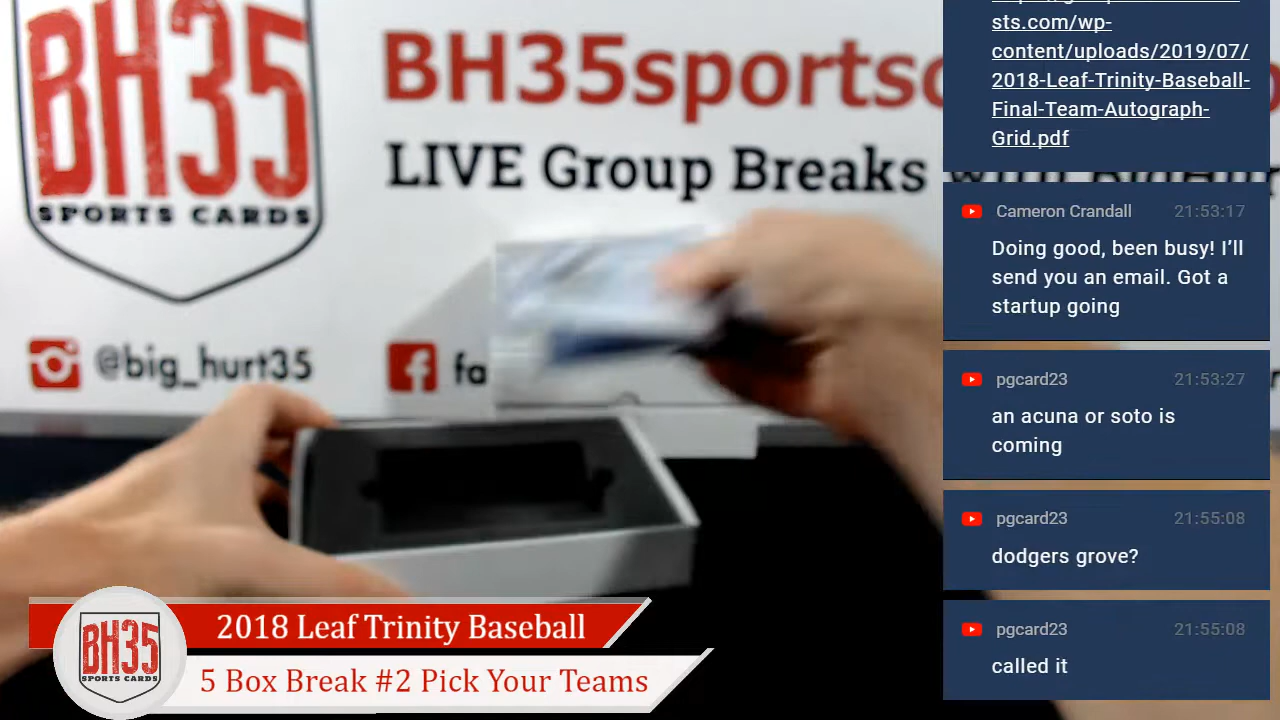 BH35
SPORTS CARDS
BH35sports
LIVE Group Breaks
@big_hurt35
fa
sts.com/wp-
content/uploads/2019/07/
2018-Leaf-Trinity-Baseball-
Final-Team-Autograph-
Grid.pdf
Cameron Crandall 21:53:17
Doing good, been busy! I’ll
send you an email. Got a
startup going
pgcard23 21:53:27
an acuna or soto is
coming
pgcard23 21:55:08
dodgers grove?
pgcard23 21:55:08
called it
BH35
SPORTS CARDS
2018 Leaf Trinity Baseball
5 Box Break #2 Pick Your Teams